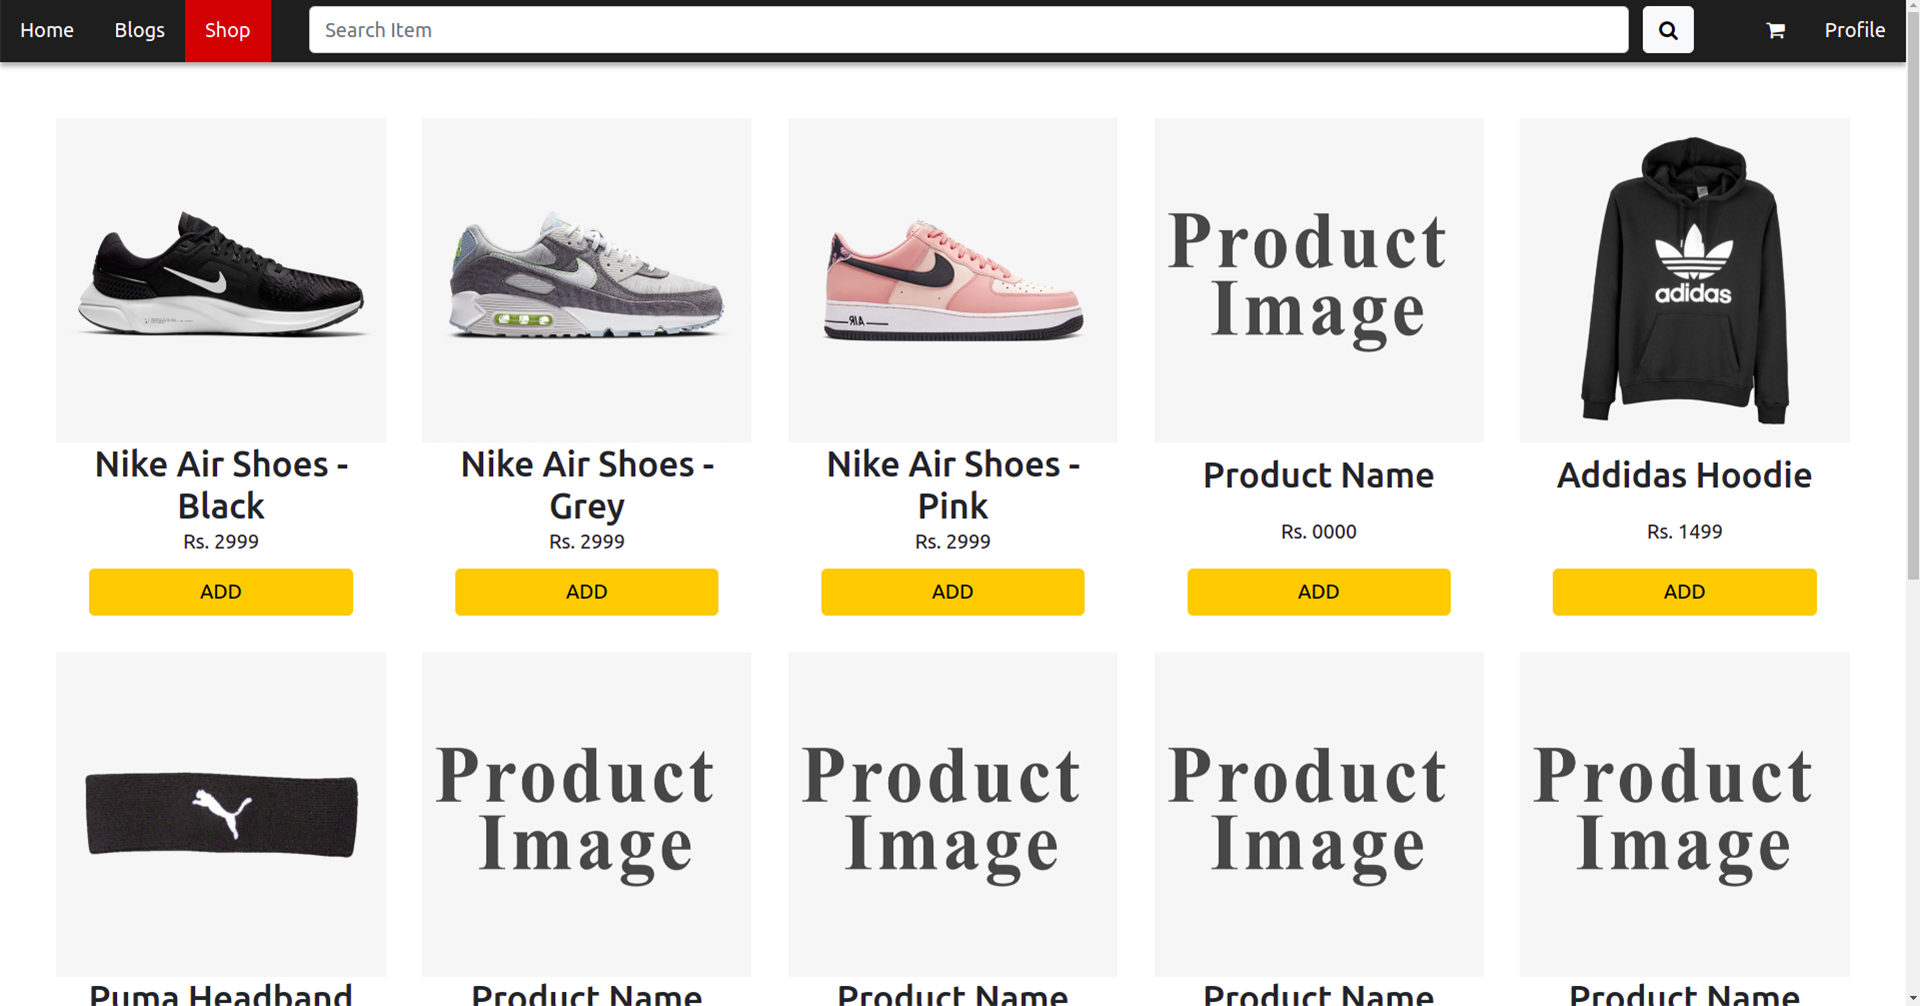 Home Blogs Shop Search Item Profile
adidas
AIR
Product
Image
Nike Air Shoes -
Black
Rs. 2999
ADD
Nike Air Shoes -
Grey
Rs. 2999
ADD
Nike Air Shoes -
Pink
Rs. 2999
ADD
Product Name
Rs. 0000
ADD
Addidas Hoodie
Rs. 1499
ADD
Product
Image
Product
Image
Product
Image
Product
Image
Puma Headband
Product Name
Product Name
Product Name
Product Name